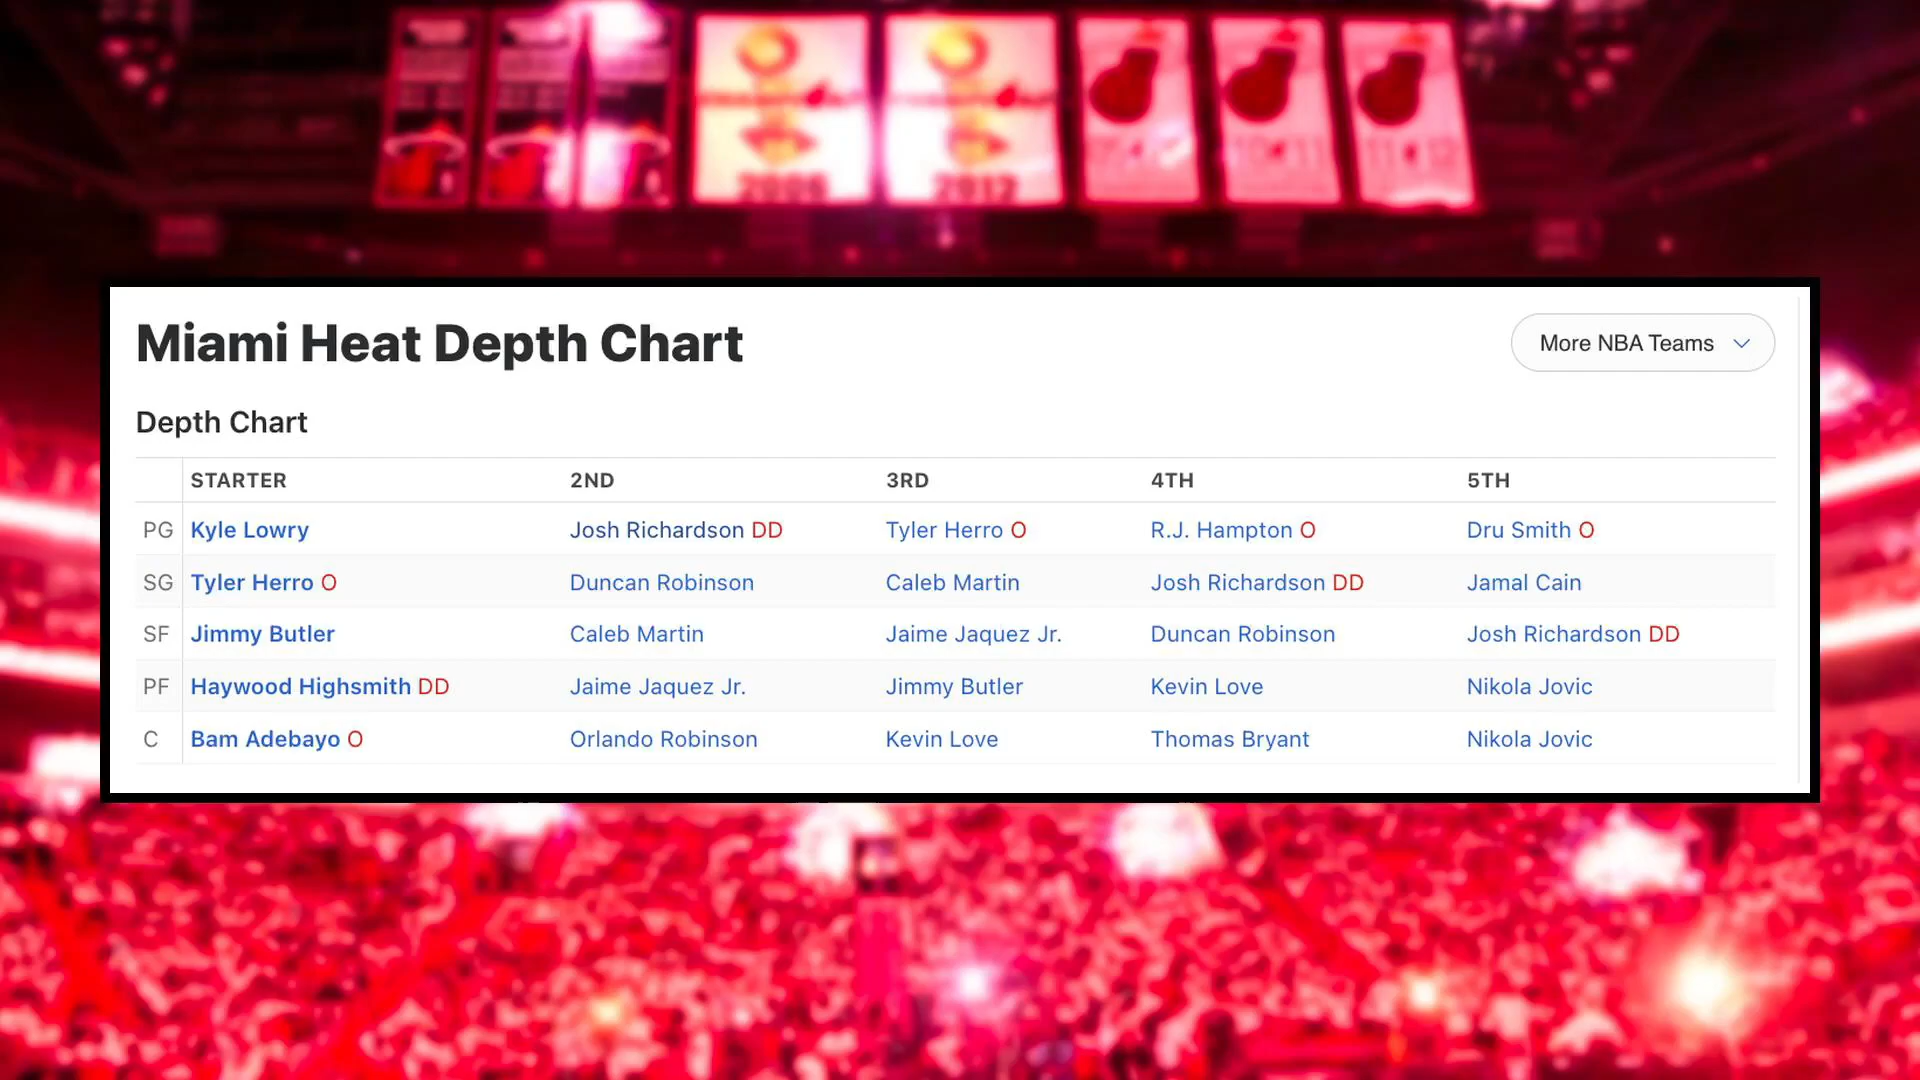 2006 2012
Miami Heat Depth Chart
More NBA Teams
Depth Chart
STARTER 2ND 3RD 4TH 5TH
PG Kyle Lowry Josh Richardson DD Tyler Herro O R.J. Hampton O Dru Smith O
SG Tyler Herro O Duncan Robinson Caleb Martin Josh Richardson DD Jamal Cain
SF Jimmy Butler Caleb Martin Jaime Jaquez Jr. Duncan Robinson Josh Richardson DD
PF Haywood Highsmith DD Jaime Jaquez Jr. Jimmy Butler Kevin Love Nikola Jovic
C Bam Adebayo O Orlando Robinson Kevin Love Thomas Bryant Nikola Jovic